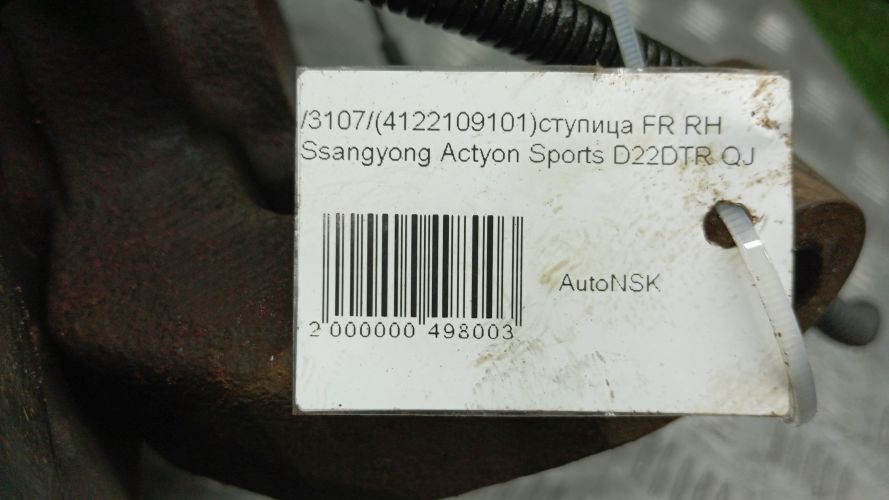 /3107/(4122109101)ступица FR RH
Ssangyong Actyon Sports D22DTR QJ
AutoNSK
2 000000 498003